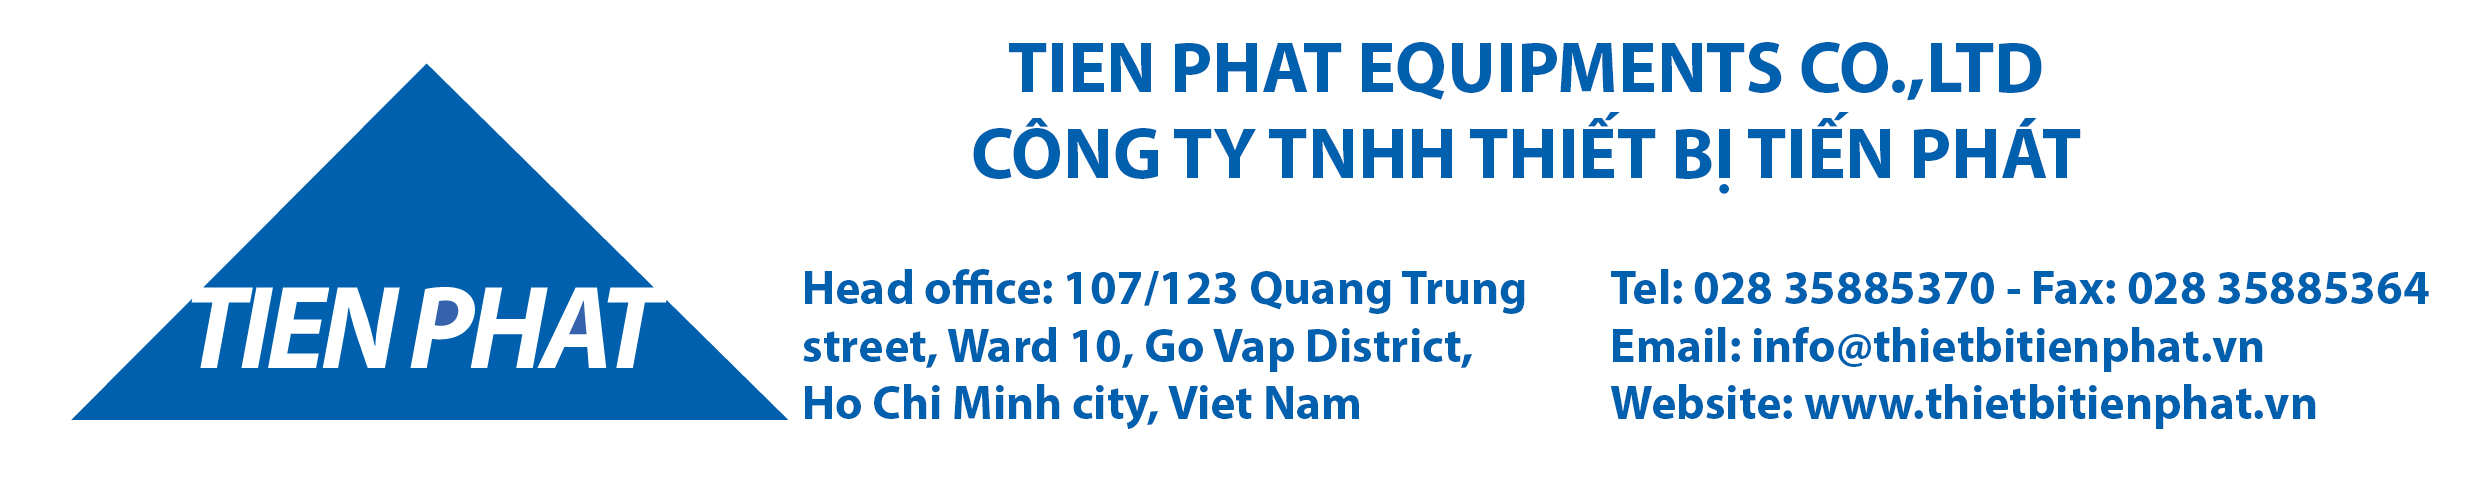 TIEN PHAT
TIEN PHAT EQUIPMENTS CO.,LTD
CÔNG TY TNHH THIẾT BỊ TIẾN PHÁT
Head office: 107/123 Quang Trung
street, Ward 10, Go Vap District,
Ho Chi Minh city, Viet Nam
Tel: 028 35885370 - Fax: 028 35885364
Email: info@thietbitienphat.vn
Website: www.thietbitienphat.vn